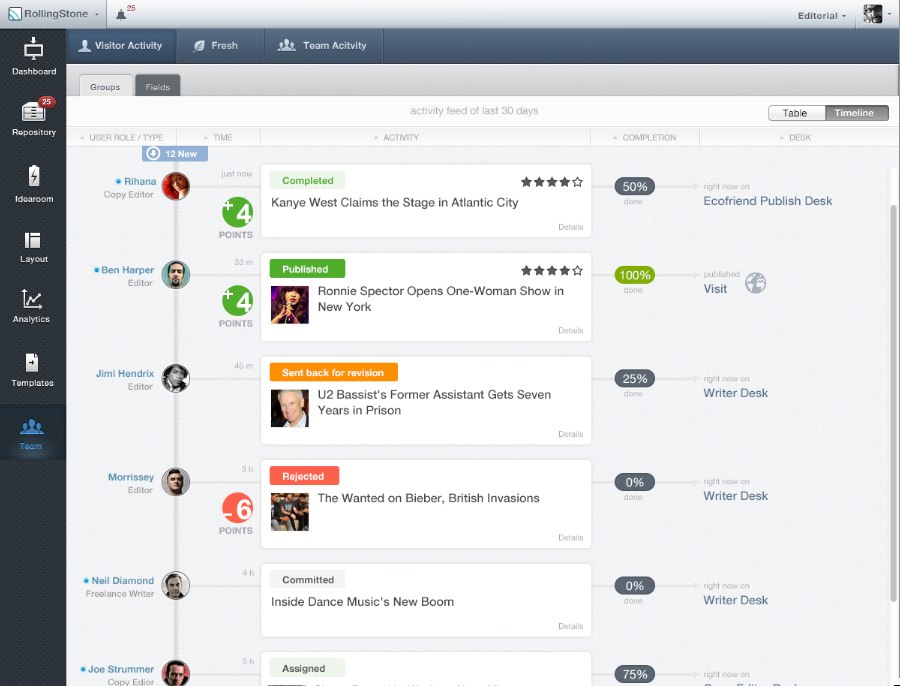 RollingStone
25
Editorial
Dashboard
25
Repository
Idearoom
Layout
Analytics
Templates
Team
Visitor Activity
Fresh
Team Acitvity
Groups
Fields
activity feed of last 30 days
Table
Timeline
USER ROLE / TYPE
TIME
ACTIVITY
COMPLETION
DESK
12 New
Rihana
Copy Editor
just now
+4
POINTS
Completed
Kanye West Claims the Stage in Atlantic City
Details
50%
done
right now on
Ecofriend Publish Desk
Ben Harper
Editor
33 m
+4
POINTS
Published
Ronnie Spector Opens One-Woman Show in
New York
Details
100%
done
published
Visit
Jimi Hendrix
Editor
45 m
Sent back for revision
U2 Bassist's Former Assistant Gets Seven
Years in Prison
Details
25%
done
right now on
Writer Desk
Morrissey
Editor
3 h
-6
POINTS
Rejected
The Wanted on Bieber, British Invasions
Details
0%
done
right now on
Writer Desk
Neil Diamond
Freelance Writer
4 h
Committed
Inside Dance Music's New Boom
Details
0%
done
right now on
Writer Desk
Joe Strummer
Copy Edior
5 h
Assigned
75%
right now on